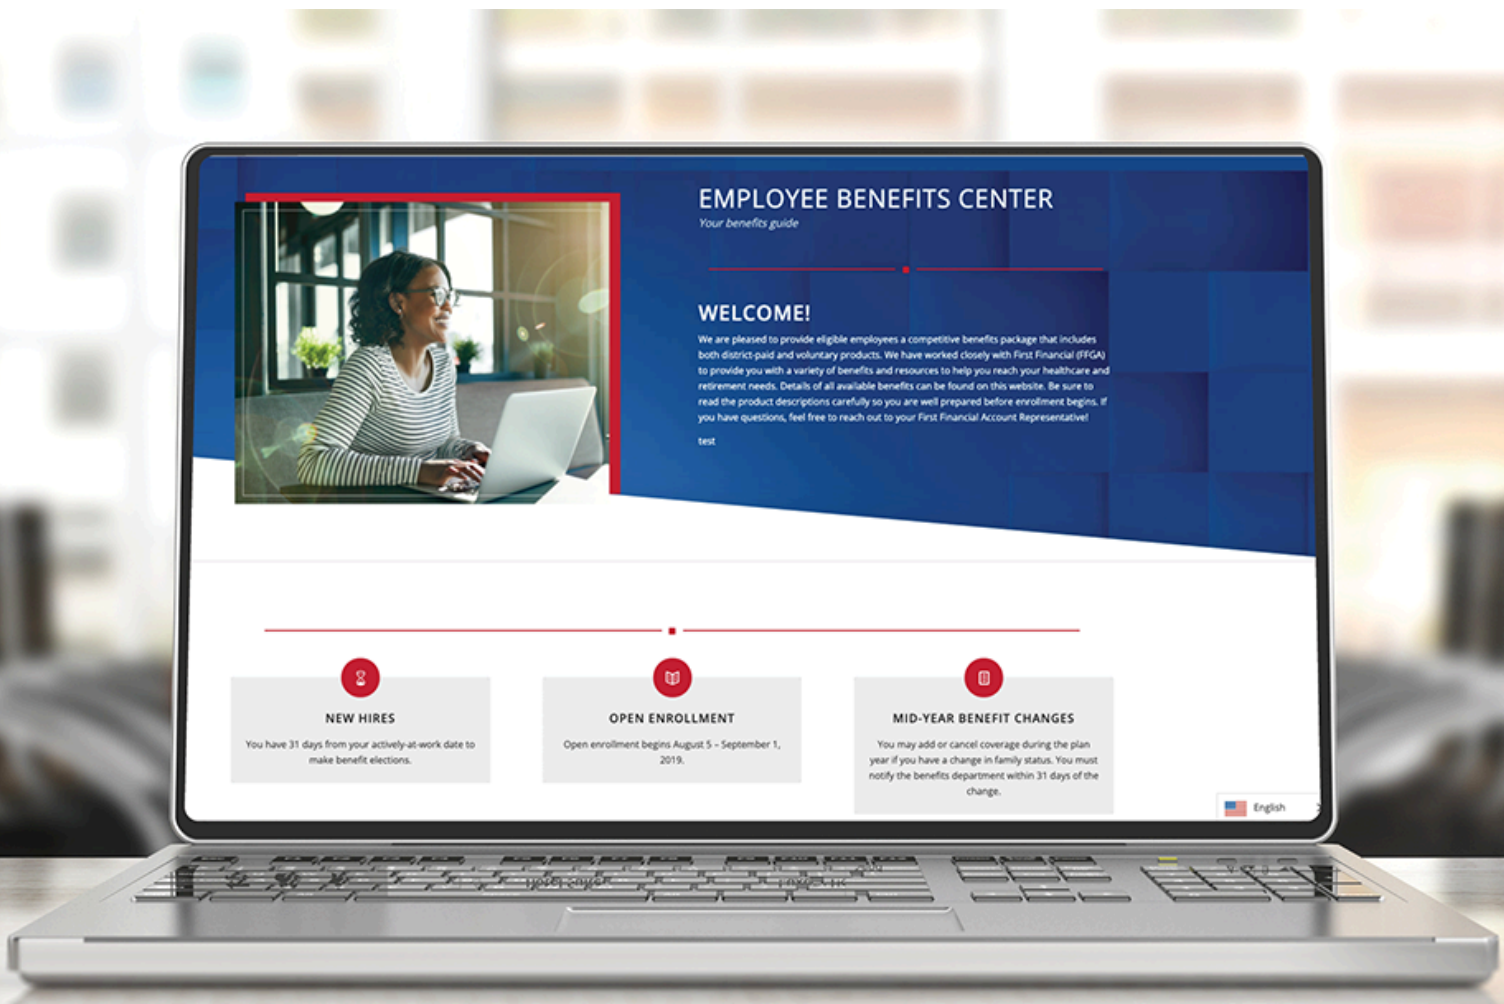 EMPLOYEE BENEFITS CENTER
Your benefits guide
WELCOME!
We are pleased to provide eligible employees a competitive benefits package that includes
both district-paid and voluntary products. We have worked closely with First Financial (FFGA)
to provide you with a variety of benefits and resources to help you reach your healthcare and
retirement needs. Details of all available benefits can be found on this website. Be sure to
read the product descriptions carefully so you are well prepared before enrollment begins. If
you have questions, feel free to reach out to your First Financial Account Representative!
test
NEW HIRES
You have 31 days from your actively-at-work date to
make benefit elections.
OPEN ENROLLMENT
Open enrollment begins August 5 – September 1,
2019.
MID-YEAR BENEFIT CHANGES
You may add or cancel coverage during the plan
year if you have a change in family status. You must
notify the benefits department within 31 days of the
change.
English